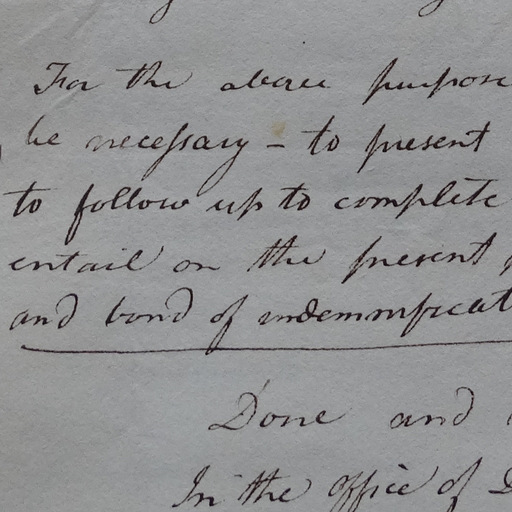 For the above purpose
be necessary - to present
to follow up to complete
entail on the present
and bond of indemnificat
Done and
In the office of